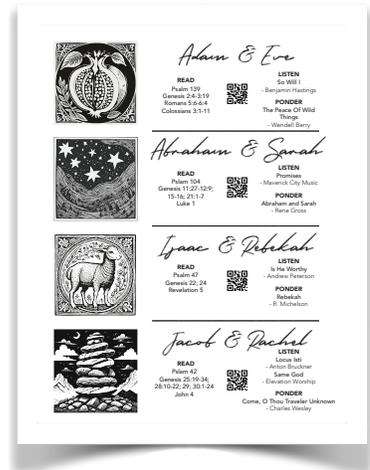 Adam & Eve
READ
Psalm 139
Genesis 2:4-3:19
Romans 5:6-6:4
Colossians 3:1-11
LISTEN
So Will I
- Benjamin Hastings
PONDER
The Peace Of Wild
Things
- Wendell Berry
Abraham & Sarah
READ
Pslam 104
Genesis 11:27-12:9;
15-16; 21:1-7
Luke 1
LISTEN
Promises
- Maverick City Music
PONDER
Abraham and Sarah
- Rene Gross
Isaac & Rebekah
READ
Psalm 47
Genesis 22; 24
Revelation 5
LISTEN
Is He Worthy
- Andrew Peterson
PONDER
Rebekah
- R. Michelson
Jacob & Rachel
READ
Pslam 42
Genesis 25:19-34;
28:10-22; 29; 30:1-24
John 4
LISTEN
Locus Isti
- Anton Bruckner
Same God
- Elevation Worship
PONDER
Come, O Thou Traveler Unknown
- Charles Wesley